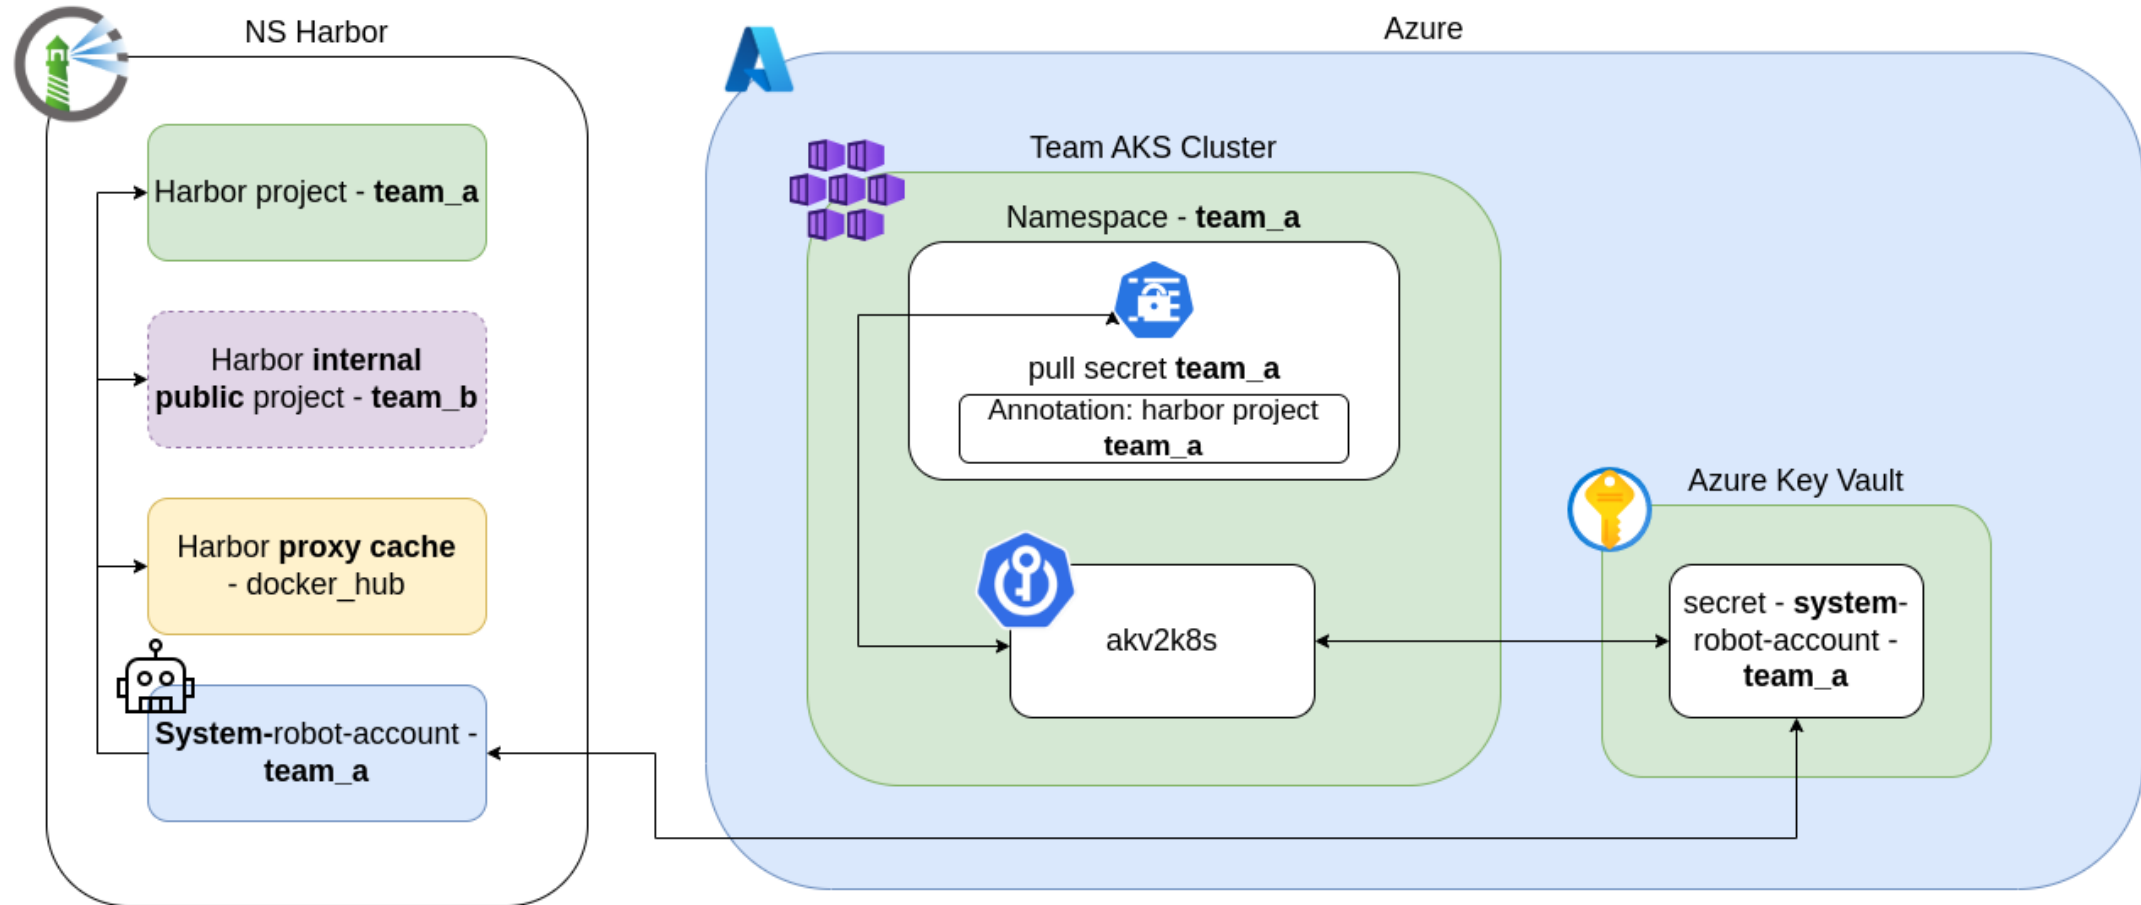 NS Harbor
Harbor project - team_a
Harbor internal
public project - team_b
Harbor proxy cache
- docker_hub
System-robot-account -
team_a
Azure
Team AKS Cluster
Namespace - team_a
pull secret team_a
Annotation: harbor project
team_a
akv2k8s
Azure Key Vault
secret - system-
robot-account -
team_a